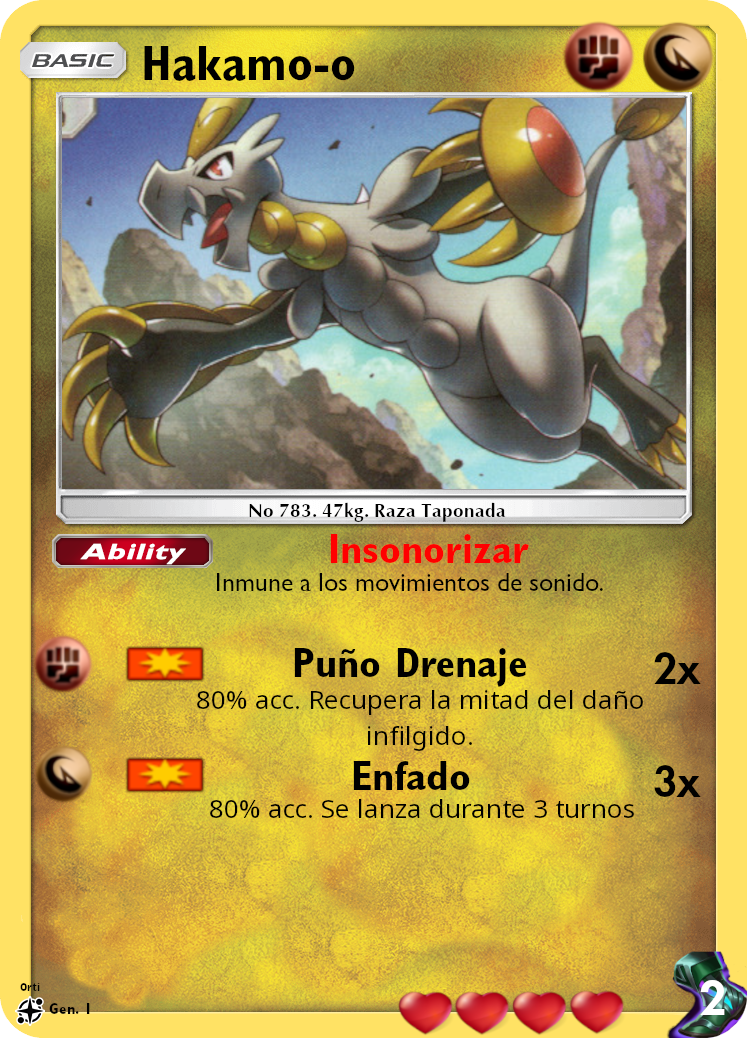 BASIC Hakamo-o
No 783. 47kg. Raza Taponada
Ability Insonorizar
Inmune a los movimientos de sonido.
Puño Drenaje 2x
80% acc. Recupera la mitad del daño
infilgido.
Enfado 3x
80% acc. Se lanza durante 3 turnos
Orti
Gen. 1
2